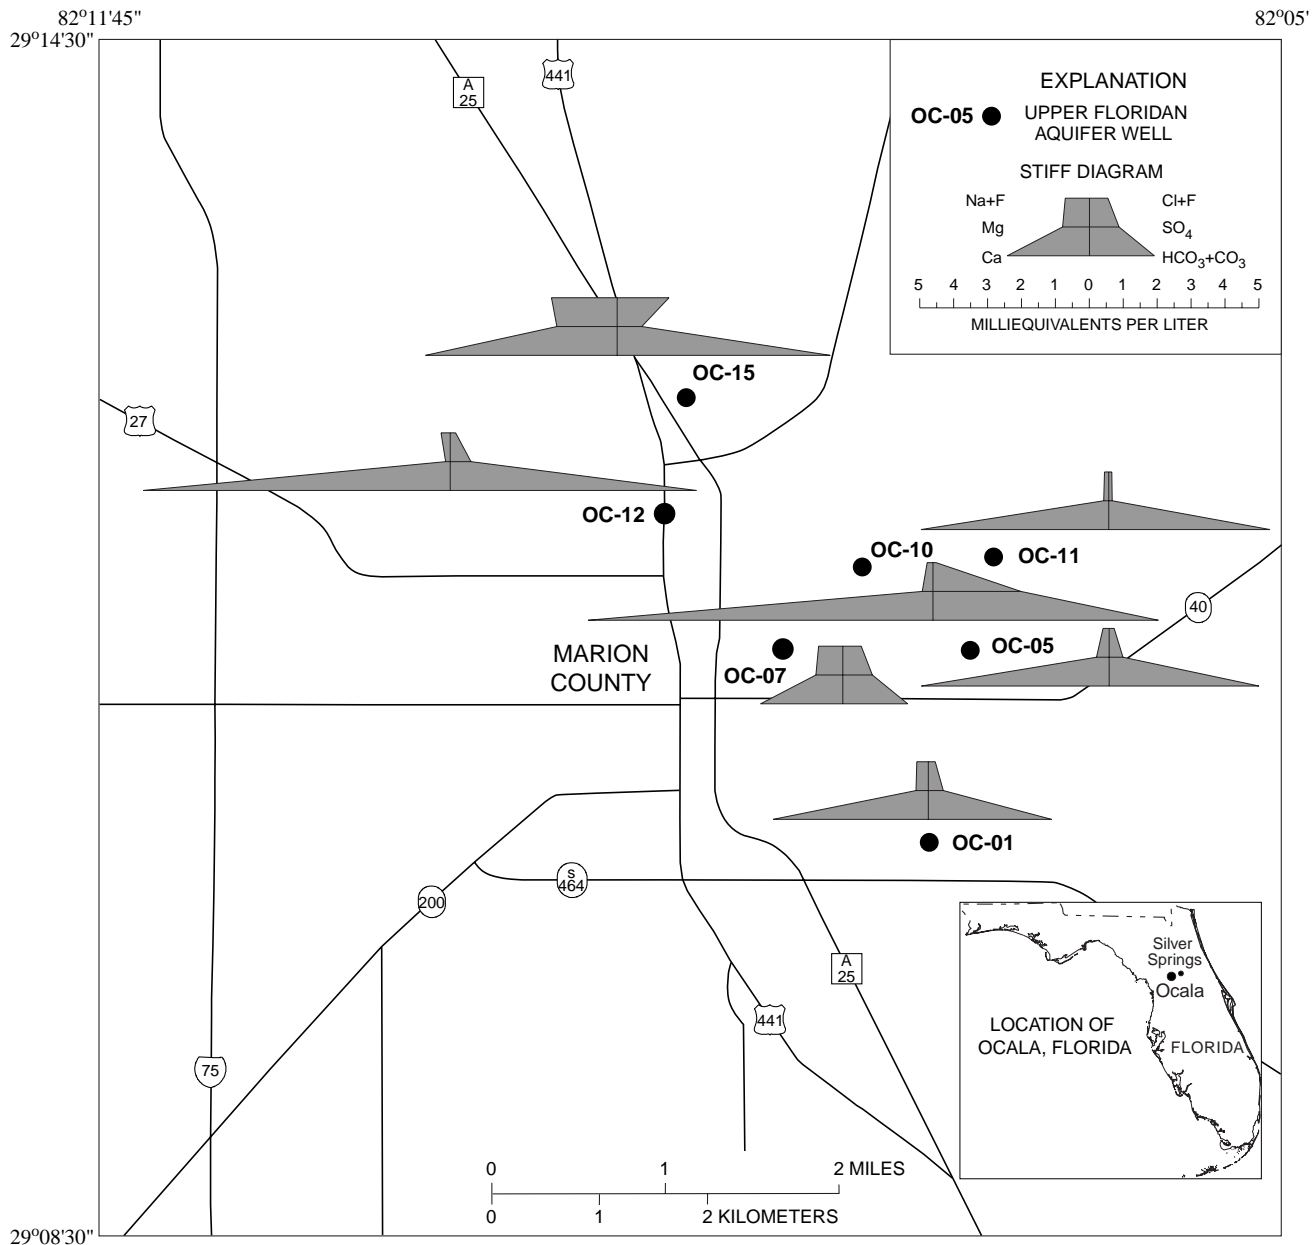 82°11'45"
82°05'
29°14'30"
A
25
441
EXPLANATION
OC-05
UPPER FLORIDAN
AQUIFER WELL
STIFF DIAGRAM
Na+F
Cl+F
Mg
SO4
Ca
HCO3+CO3
5 4 3 2 1 0 1 2 3 4 5
MILLIEQUIVALENTS PER LITER
OC-15
27
OC-12
OC-10
OC-11
40
MARION
COUNTY
OC-07
OC-05
OC-01
S
464
200
A
25
441
75
Silver
Springs
Ocala
LOCATION OF
OCALA, FLORIDA
FLORIDA
0 1 2 MILES
0 1 2 KILOMETERS
29°08'30"